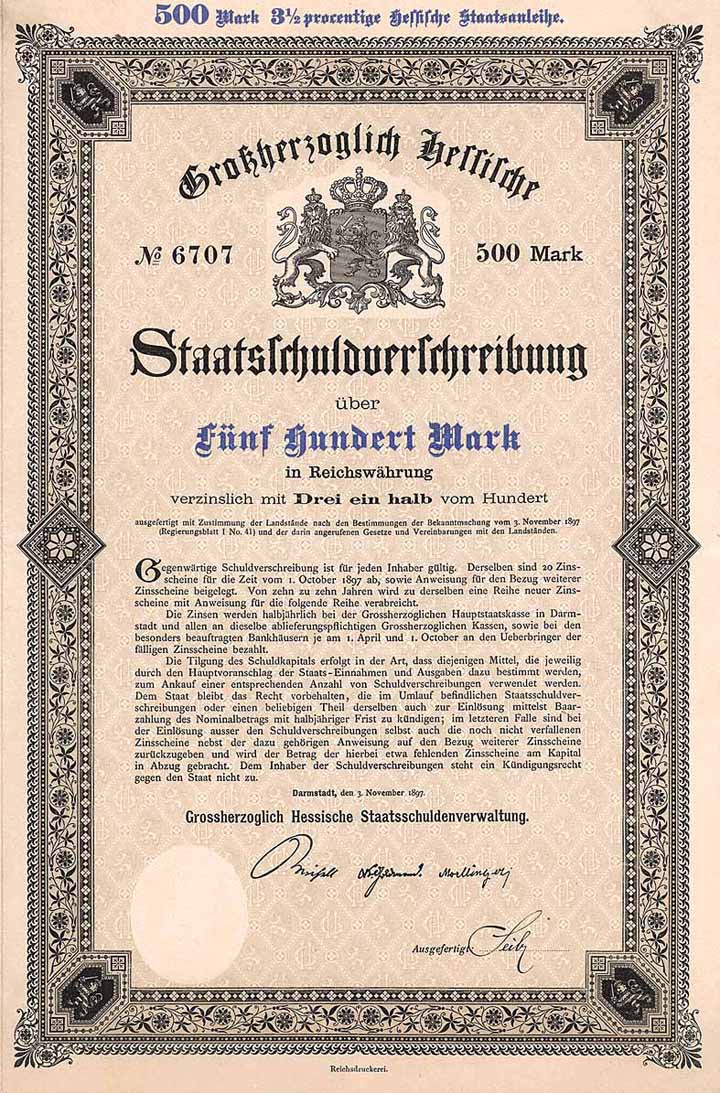 500 Mark 3½ procentige Hessische Staatsanleihe.
Großherzoglich Hessische
№ 6707 500 Mark
Staatsschuldverschreibung
über
Fünf Hundert Mark
in Reichswährung
verzinslich mit Drei ein halb vom Hundert
ausgefertigt mit Zustimmung der Landstände nach den Bestimmungen der Bekanntmachung vom 3. November 1897
(Regierungsblatt I No. 41) und der darin angerufenen Gesetze und Vereinbarungen mit den Landständen.
Gegenwärtige Schuldverschreibung ist für jeden Inhaber gültig. Derselben sind 20 Zins-
scheine für die Zeit vom 1. October 1897 ab, sowie Anweisung für den Bezug weiterer
Zinsscheine beigelegt. Von zehn zu zehn Jahren wird zu derselben eine Reihe neuer Zins-
scheine mit Anweisung für die folgende Reihe verabreicht.
Die Zinsen werden halbjährlich bei der Grossherzoglichen Hauptstaatskasse in Darm-
stadt und allen an dieselbe ablieferungspflichtigen Grossherzoglichen Kassen, sowie bei den
besonders beauftragten Bankhäusern je am 1. April und 1. October an den Ueberbringer der
fälligen Zinsscheine bezahlt.
Die Tilgung des Schuldkapitals erfolgt in der Art, dass diejenigen Mittel, die jeweilig
durch den Hauptvoranschlag der Staats-Einnahmen und Ausgaben dazu bestimmt werden,
zum Ankauf einer entsprechenden Anzahl von Schuldverschreibungen verwendet werden.
Dem Staat bleibt das Recht vorbehalten, die in Umlauf befindlichen Staatsschuldver-
schreibungen oder einen beliebigen Theil derselben auch zur Einlösung mittelst Baar-
zahlung des Nominalbetrags mit halbjähriger Frist zu kündigen; im letzteren Falle sind bei
der Einlösung ausser den Schuldverschreibungen selbst auch die noch nicht verfallenen
Zinsscheine nebst der dazu gehörigen Anweisung auf den Bezug weiterer Zinsscheine
zurückzugeben und wird der Betrag der hierbei etwa fehlenden Zinsscheine am Kapital
in Abzug gebracht. Dem Inhaber der Schuldverschreibungen steht ein Kündigungsrecht
gegen den Staat nicht zu.
Darmstadt, den 3. November 1897.
Grossherzoglich Hessische Staatsschuldenverwaltung.
Moellinger
Ausgefertigt:
Reichsdruckerei.